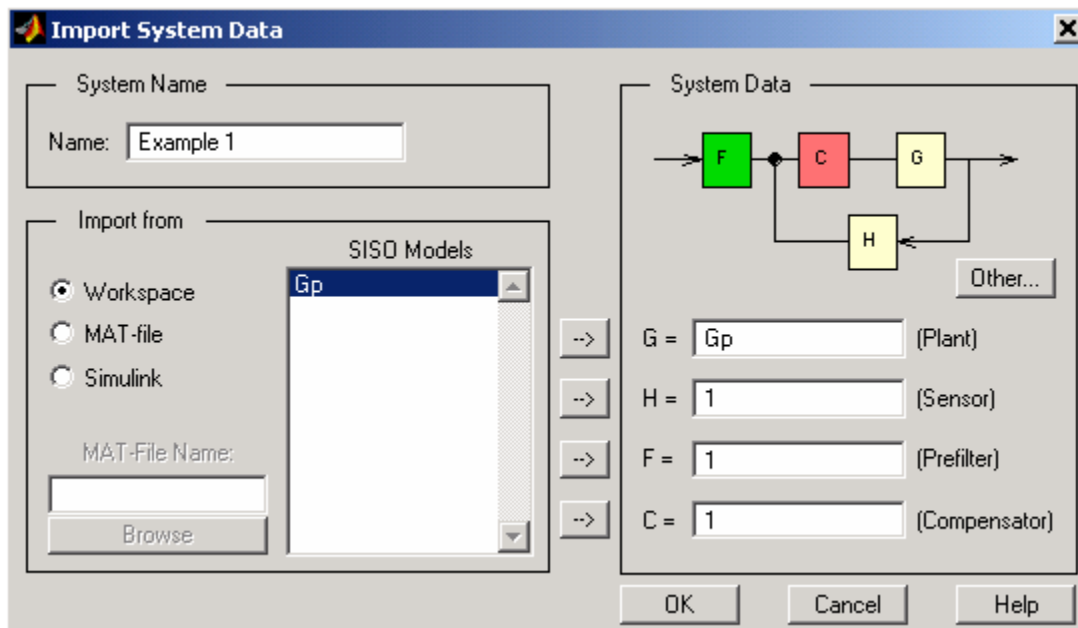 Import System Data
System Name
Name: Example 1
Import from
SISO Models
Workspace
MAT-file
Simulink
Gp
MAT-File Name:
Browse
-->
-->
-->
-->
System Data
F
C
G
H
Other...
G = Gp (Plant)
H = 1 (Sensor)
F = 1 (Prefilter)
C = 1 (Compensator)
OK
Cancel
Help